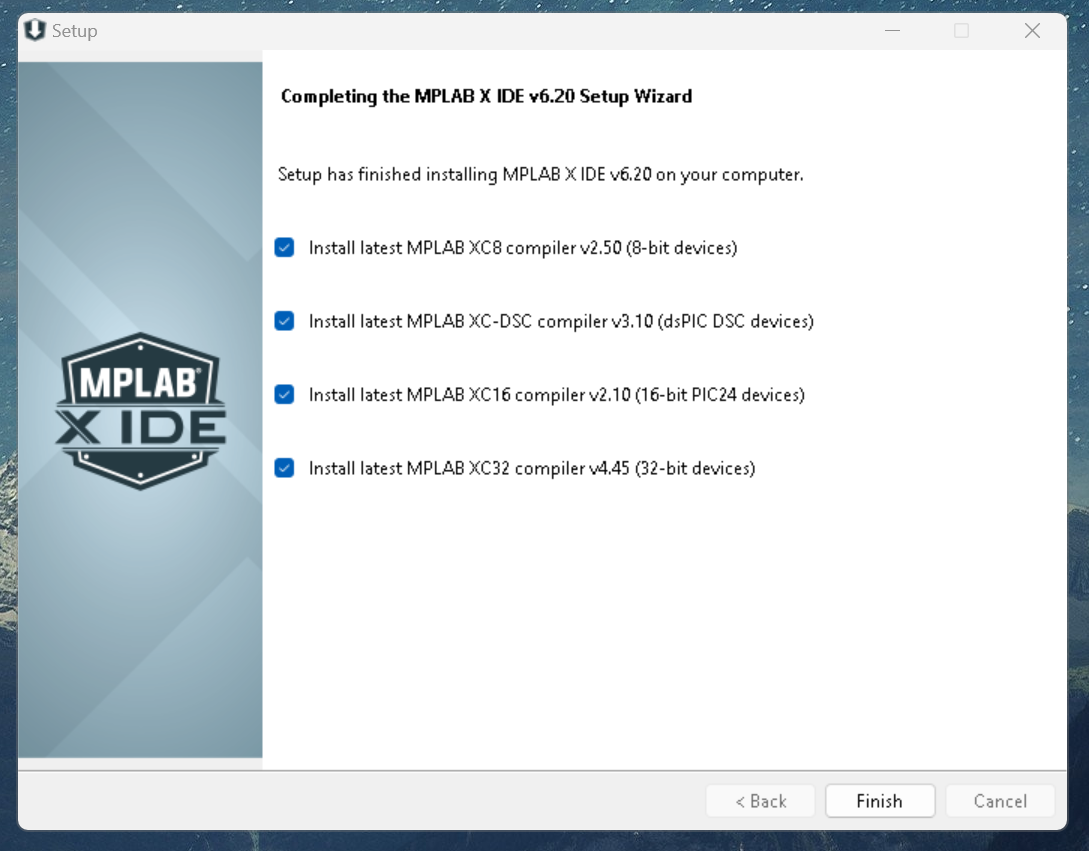 Setup
Completing the MPLAB X IDE v6.20 Setup Wizard
Setup has finished installing MPLAB X IDE v6.20 on your computer.
Install latest MPLAB XC8 compiler v2.50 (8-bit devices)
Install latest MPLAB XC-DSC compiler v3.10 (dsPIC DSC devices)
MPLAB®
X IDE
Install latest MPLAB XC16 compiler v2.10 (16-bit PIC24 devices)
Install latest MPLAB XC32 compiler v4.45 (32-bit devices)
< Back
Finish
Cancel